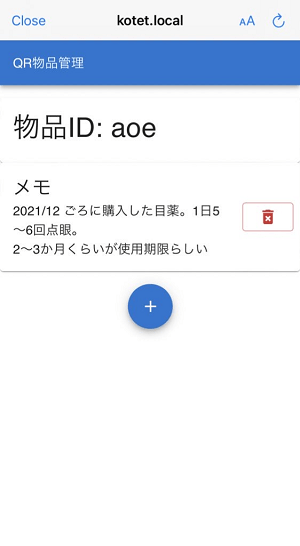 Close kotet.local AA
QR物品管理
物品ID: aoe
メモ
2021/12 ごろに購入した目薬。1日5
～6回点眼。
2～3か月くらいが使用期限らしい
+